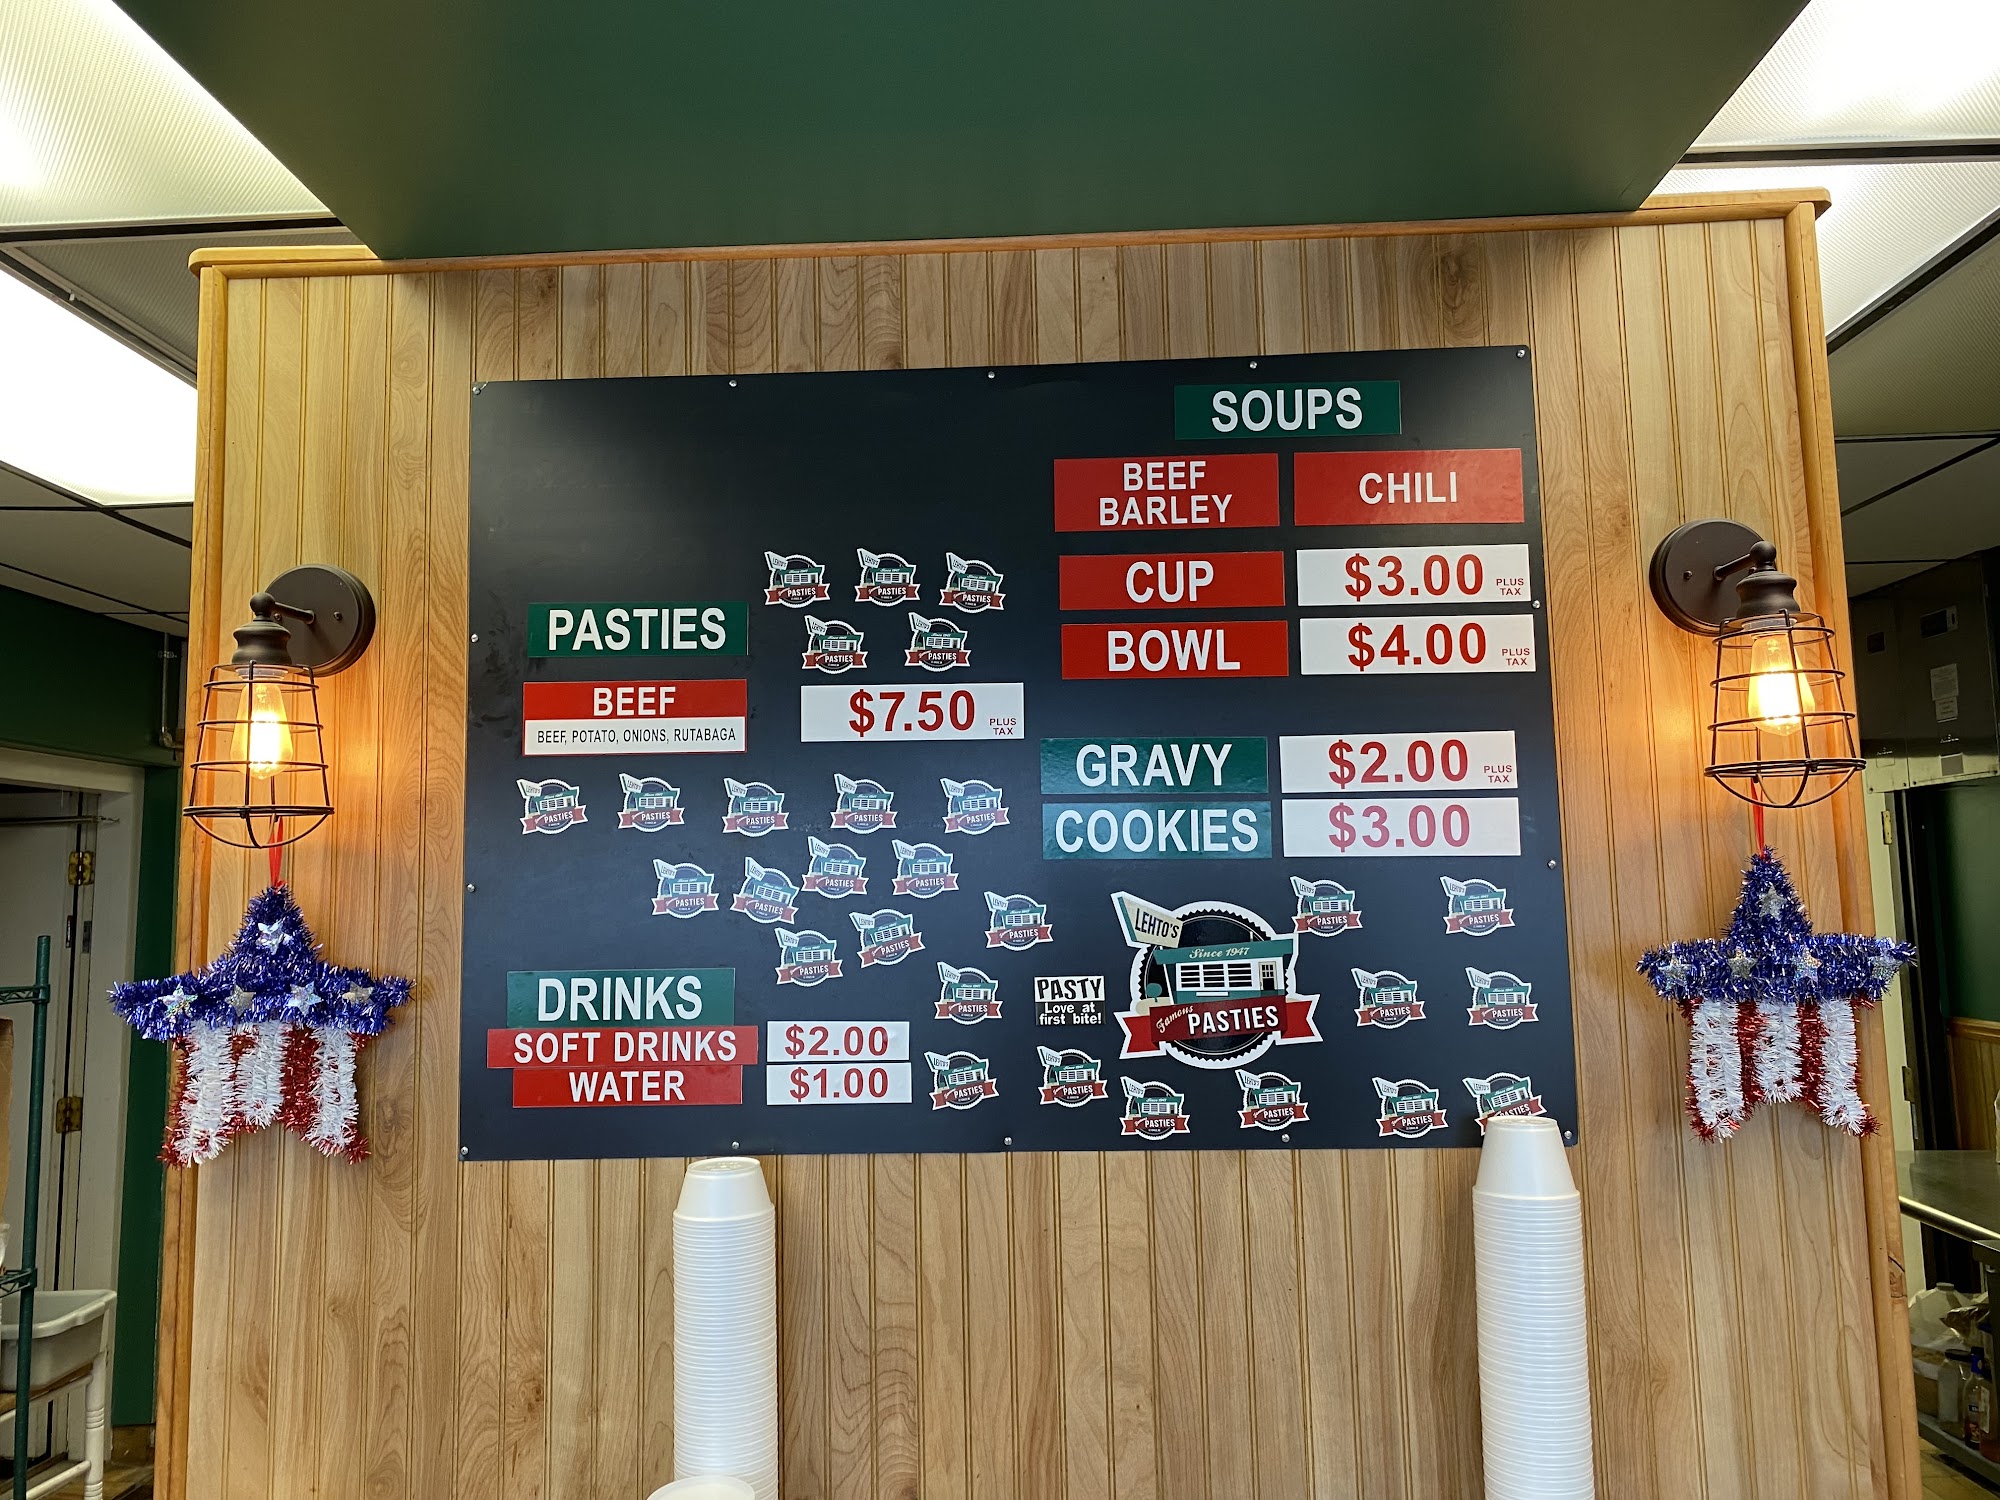 SOUPS
BEEF
BARLEY
CHILI
CUP
$3.00 PLUS TAX
BOWL
$4.00 PLUS TAX
PASTIES
BEEF
BEEF, POTATO, ONIONS, RUTABAGA
$7.50 PLUS TAX
GRAVY
$2.00 PLUS TAX
COOKIES
$3.00
DRINKS
SOFT DRINKS
$2.00
WATER
$1.00
PASTY
Love at
first bite!
LEHTO'S
Since 1947
Famous
PASTIES